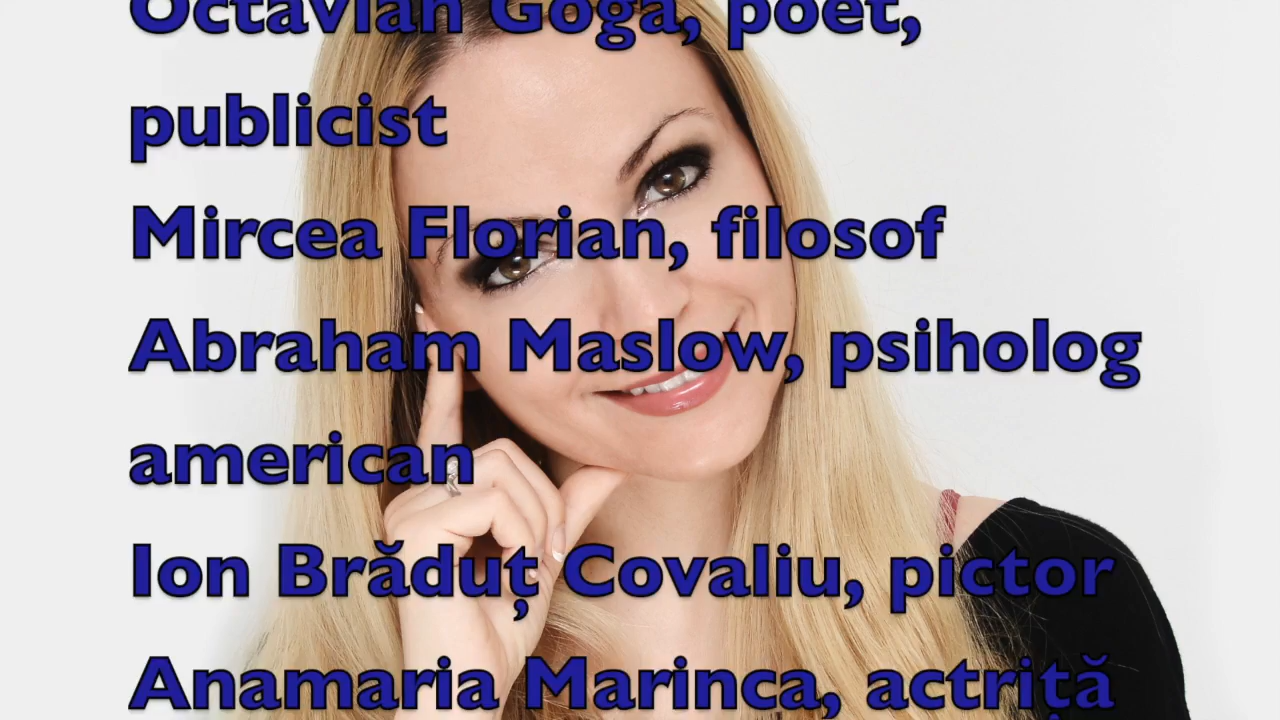 Octavian Goga, poet,
publicist
Mircea Florian, filosof
Abraham Maslow, psiholog
american
Ion Brăduț Covaliu, pictor
Anamaria Marinca, actriță